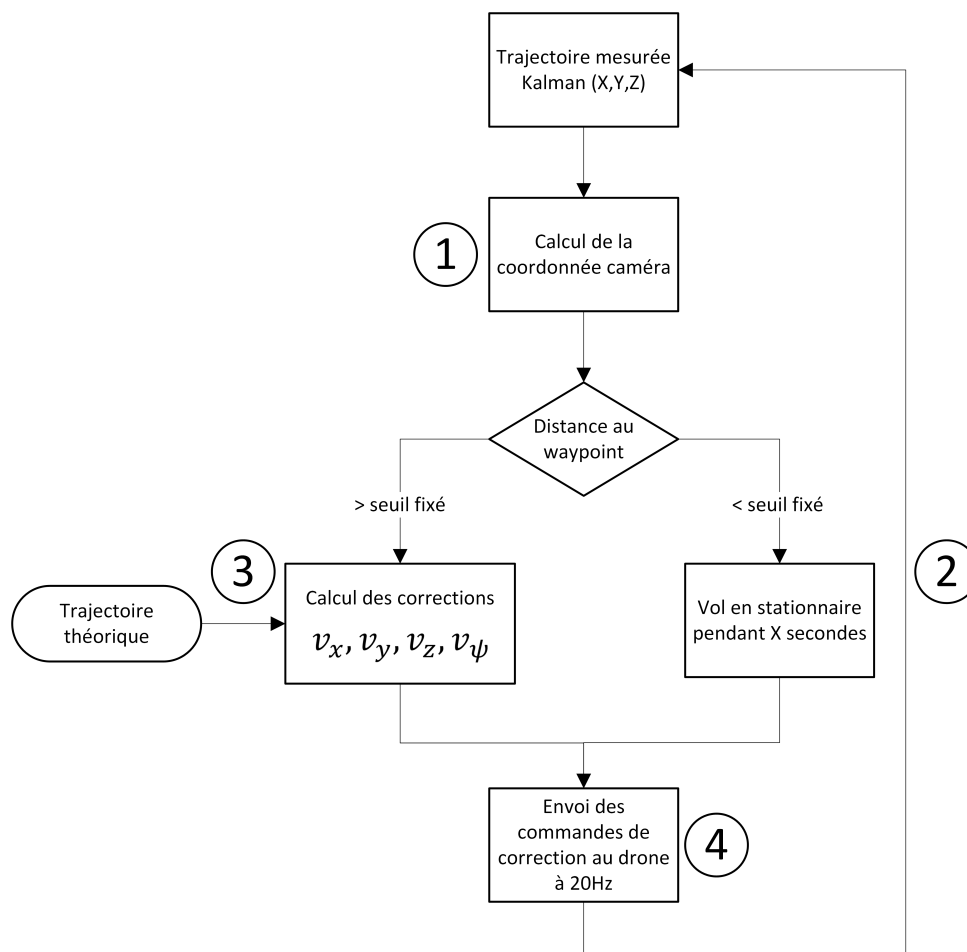 Trajectoire mesurée
Kalman (X,Y,Z)
1
Calcul de la
coordonnée caméra
Distance au
waypoint
> seuil fixé
< seuil fixé
3
2
Trajectoire
théorique
Calcul des corrections
v_x, v_y, v_z, v_ψ
Vol en stationnaire
pendant X secondes
Envoi des
commandes de
correction au drone
à 20Hz
4